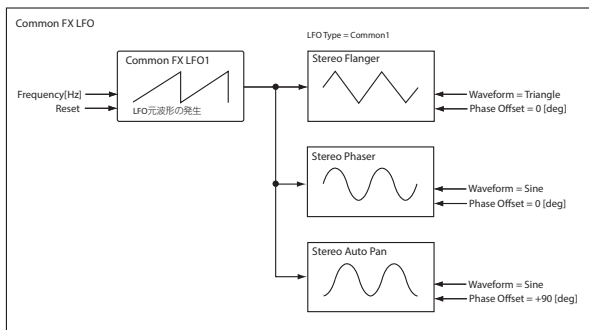 Common FX LFO
LFO Type = Common1
Common FX LFO1
Stereo Flanger
Frequency[Hz]
Reset
LFO元波形の発生
Waveform = Triangle
Phase Offset = 0 [deg]
Stereo Phaser
Waveform = Sine
Phase Offset = 0 [deg]
Stereo Auto Pan
Waveform = Sine
Phase Offset = +90 [deg]